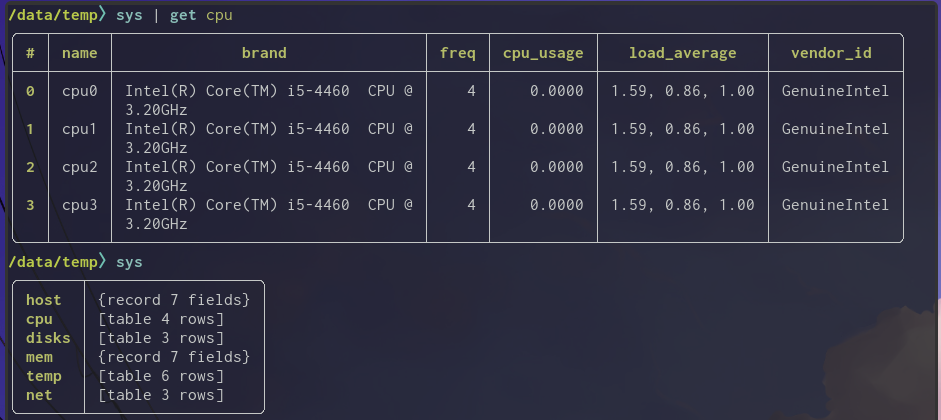 /data/temp〉 sys | get cpu
# name brand freq cpu_usage load_average vendor_id
0 cpu0 Intel(R) Core(TM) i5-4460  CPU @ 4 0.0000 1.59, 0.86, 1.00 GenuineIntel
3.20GHz
1 cpu1 Intel(R) Core(TM) i5-4460  CPU @ 4 0.0000 1.59, 0.86, 1.00 GenuineIntel
3.20GHz
2 cpu2 Intel(R) Core(TM) i5-4460  CPU @ 4 0.0000 1.59, 0.86, 1.00 GenuineIntel
3.20GHz
3 cpu3 Intel(R) Core(TM) i5-4460  CPU @ 4 0.0000 1.59, 0.86, 1.00 GenuineIntel
3.20GHz
/data/temp〉 sys
host {record 7 fields}
cpu [table 4 rows]
disks [table 3 rows]
mem {record 7 fields}
temp [table 6 rows]
net [table 3 rows]